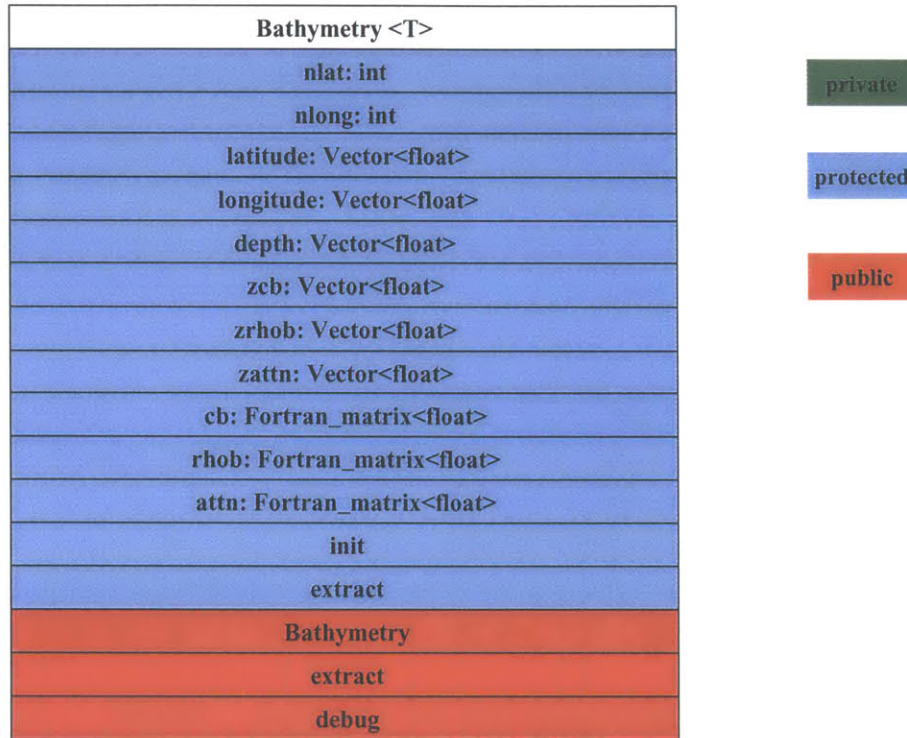 Bathymetry <T>
nlat: int
nlong: int
latitude: Vector<float>
longitude: Vector<float>
depth: Vector<float>
zcb: Vector<float>
zrhob: Vector<float>
zattn: Vector<float>
cb: Fortran_matrix<float>
rhob: Fortran_matrix<float>
attn: Fortran_matrix<float>
init
extract
Bathymetry
extract
debug
private
protected
public